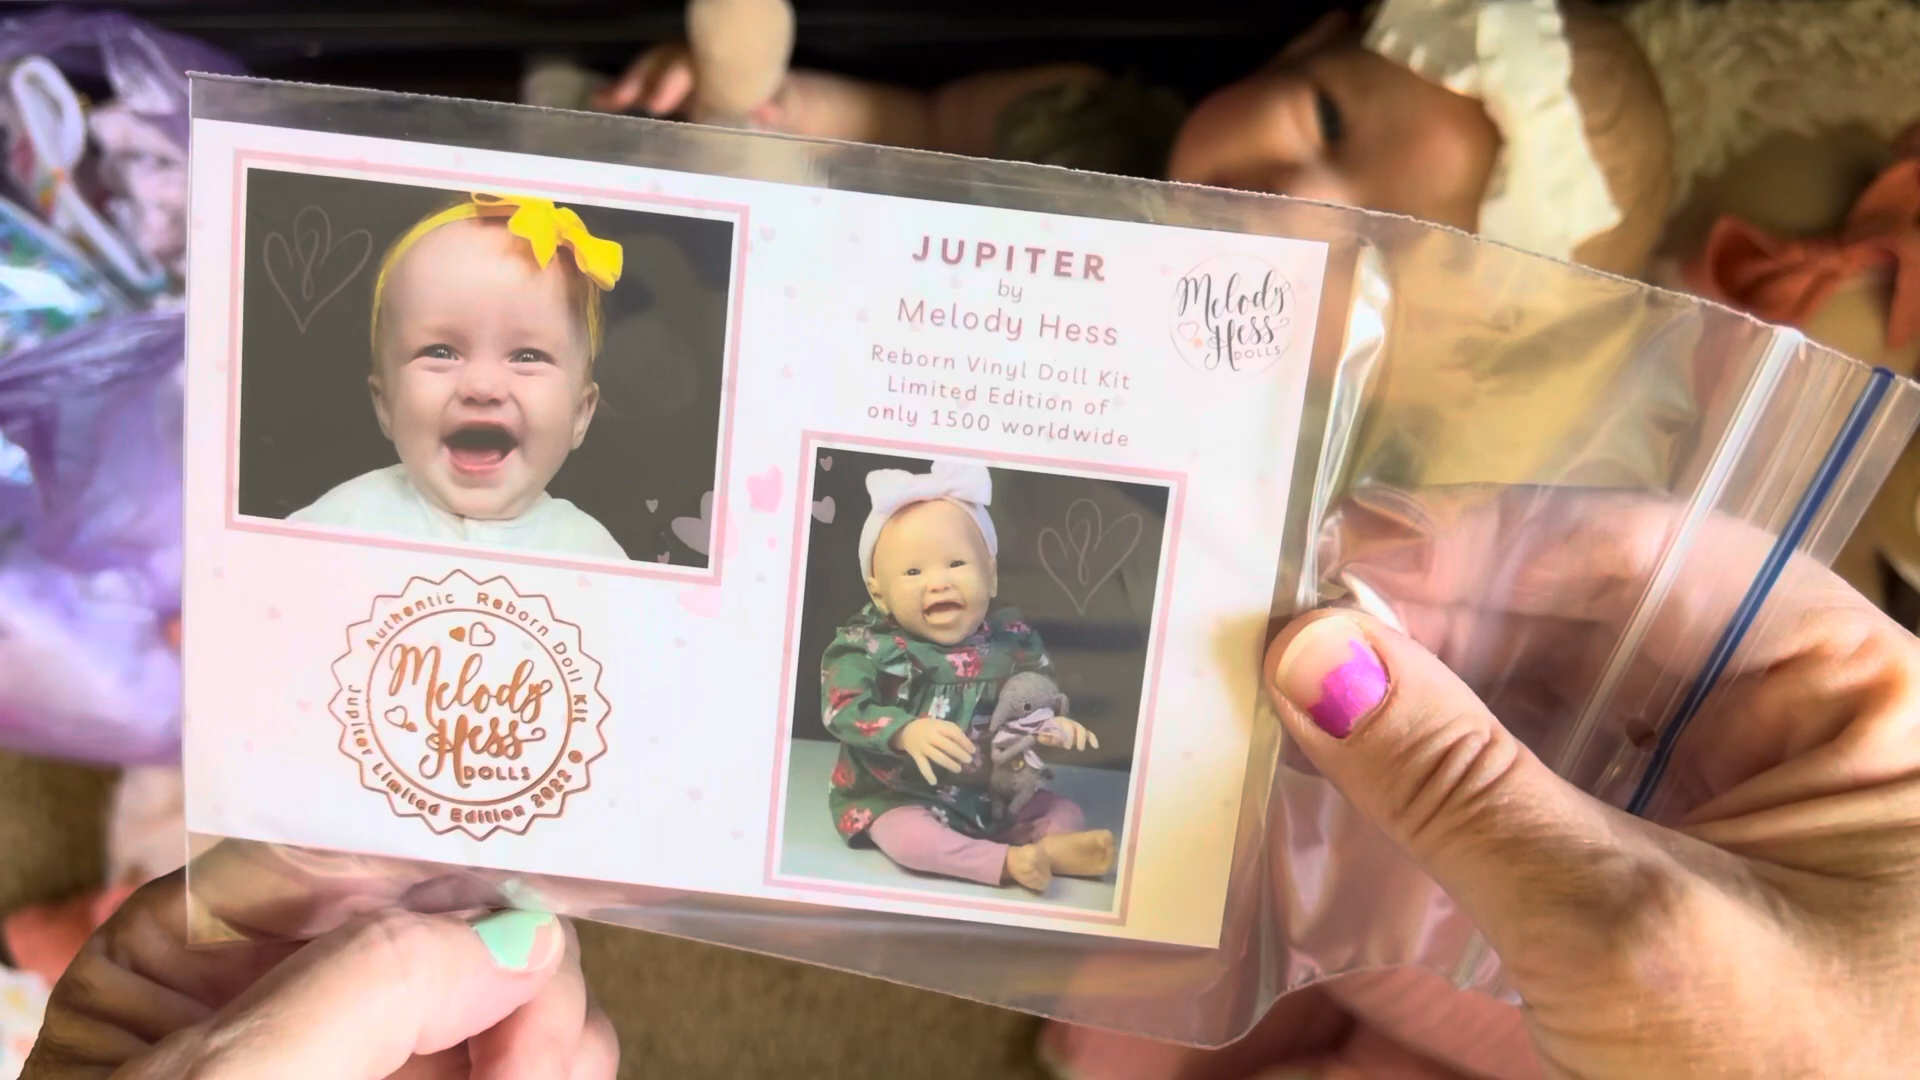 JUPITER
by
Melody Hess
Reborn Vinyl Doll Kit
Limited Edition of
only 1500 worldwide
Melody
Hess
DOLLS
Authentic Reborn Doll Kit
Melody
Hess
DOLLS
Jupiter Limited Edition 2022 ©